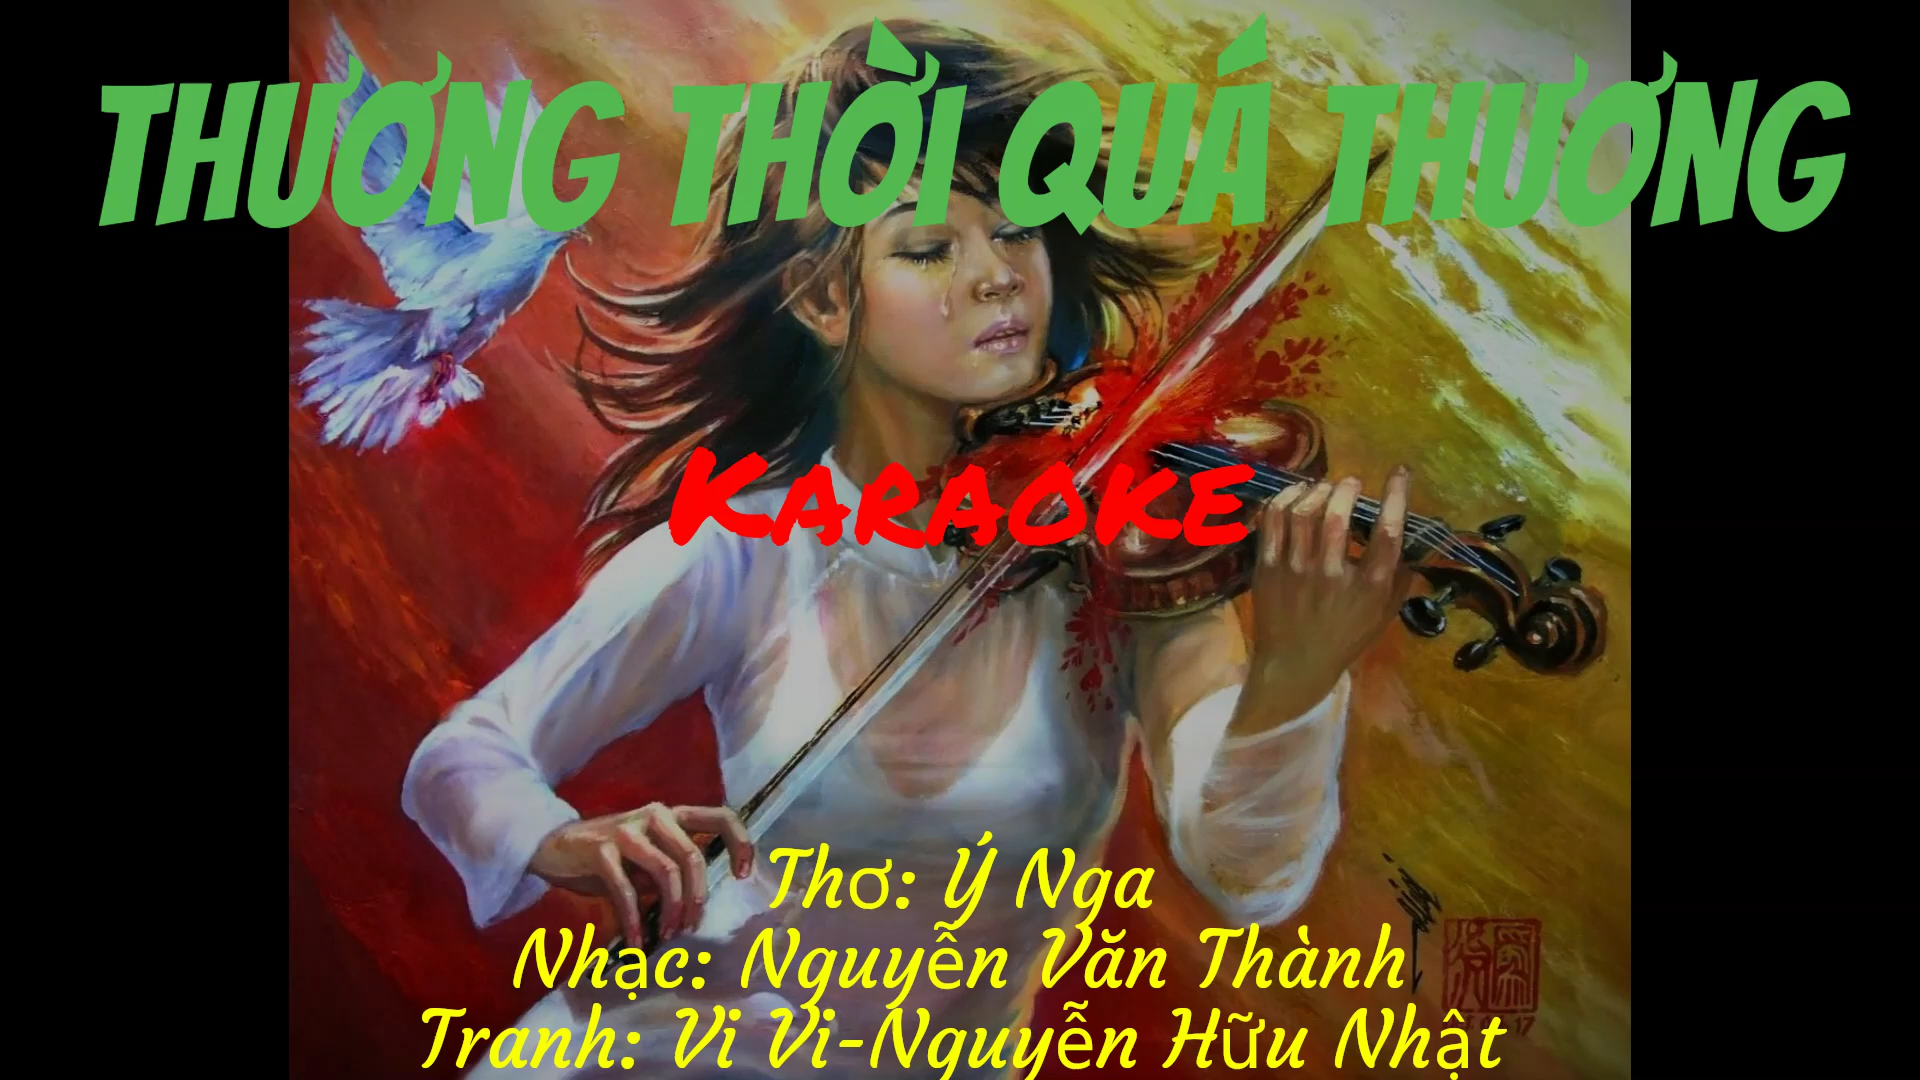 THƯƠNG THỜI QUÁ THƯƠNG
KARAOKE
Thơ: Ý Nga
Nhạc: Nguyễn Văn Thành
Tranh: Vi Vi-Nguyễn Hữu Nhật